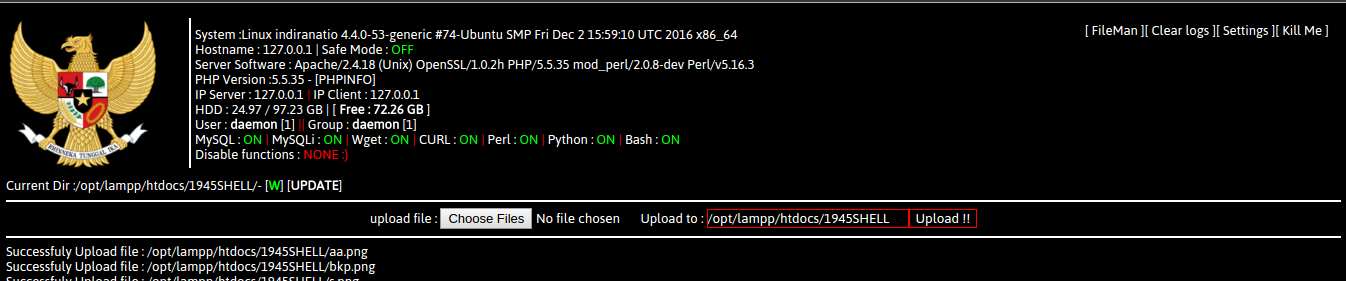 System :Linux indiranatio 4.4.0-53-generic #74-Ubuntu SMP Fri Dec 2 15:59:10 UTC 2016 x86_64
[ FileMan ][ Clear logs ][ Settings ][ Kill Me ]
Hostname : 127.0.0.1 | Safe Mode : OFF
Server Software : Apache/2.4.18 (Unix) OpenSSL/1.0.2h PHP/5.5.35 mod_perl/2.0.8-dev Perl/v5.16.3
PHP Version :5.5.35 - [PHPINFO]
IP Server : 127.0.0.1 | IP Client : 127.0.0.1
HDD : 24.97 / 97.23 GB | [ Free : 72.26 GB ]
User : daemon [1] || Group : daemon [1]
MySQL : ON | MySQLi : ON | Wget : ON | CURL : ON | Perl : ON | Python : ON | Bash : ON
Disable functions : NONE :)
BHINNEKA TUNGGAL IKA
Current Dir :/opt/lampp/htdocs/1945SHELL/- [W] [UPDATE]
upload file : Choose Files No file chosen Upload to : /opt/lampp/htdocs/1945SHELL Upload !!
Successfuly Upload file : /opt/lampp/htdocs/1945SHELL/aa.png
Successfuly Upload file : /opt/lampp/htdocs/1945SHELL/bkp.png
Successfuly Upload file : /opt/lampp/htdocs/1945SHELL/s.png